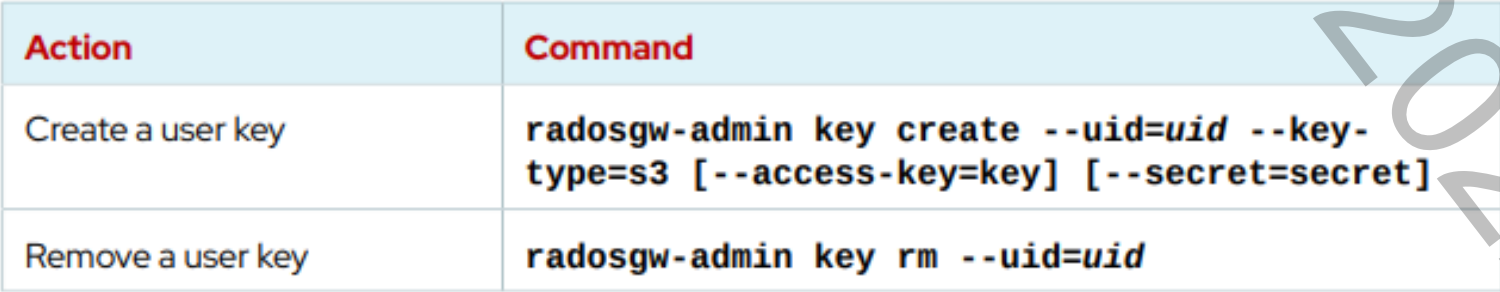 Action Command
Create a user key radosgw-admin key create --uid=uid --key-
type=s3 [--access-key=key] [--secret=secret]
Remove a user key radosgw-admin key rm --uid=uid
20